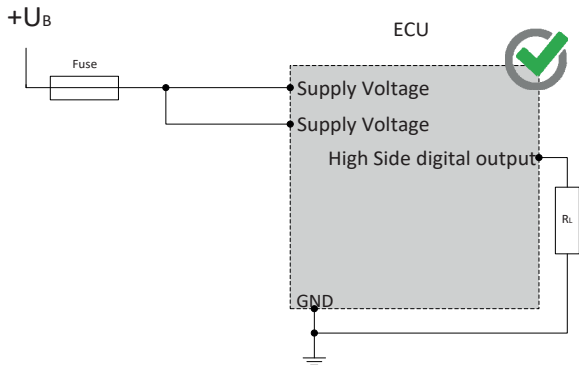 +UB
ECU
Fuse
Supply Voltage
Supply Voltage
High Side digital output
RL
GND